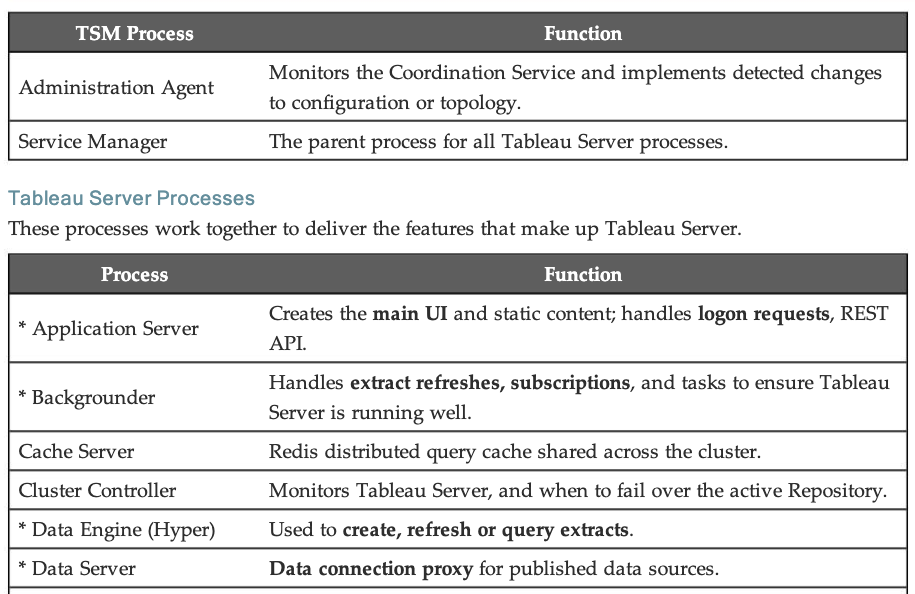 TSM Process Function
Administration Agent Monitors the Coordination Service and implements detected changes
to configuration or topology.
Service Manager The parent process for all Tableau Server processes.
Tableau Server Processes
These processes work together to deliver the features that make up Tableau Server.
Process Function
* Application Server Creates the main UI and static content; handles logon requests, REST
API.
* Backgrounder Handles extract refreshes, subscriptions, and tasks to ensure Tableau
Server is running well.
Cache Server Redis distributed query cache shared across the cluster.
Cluster Controller Monitors Tableau Server, and when to fail over the active Repository.
* Data Engine (Hyper) Used to create, refresh or query extracts.
* Data Server Data connection proxy for published data sources.